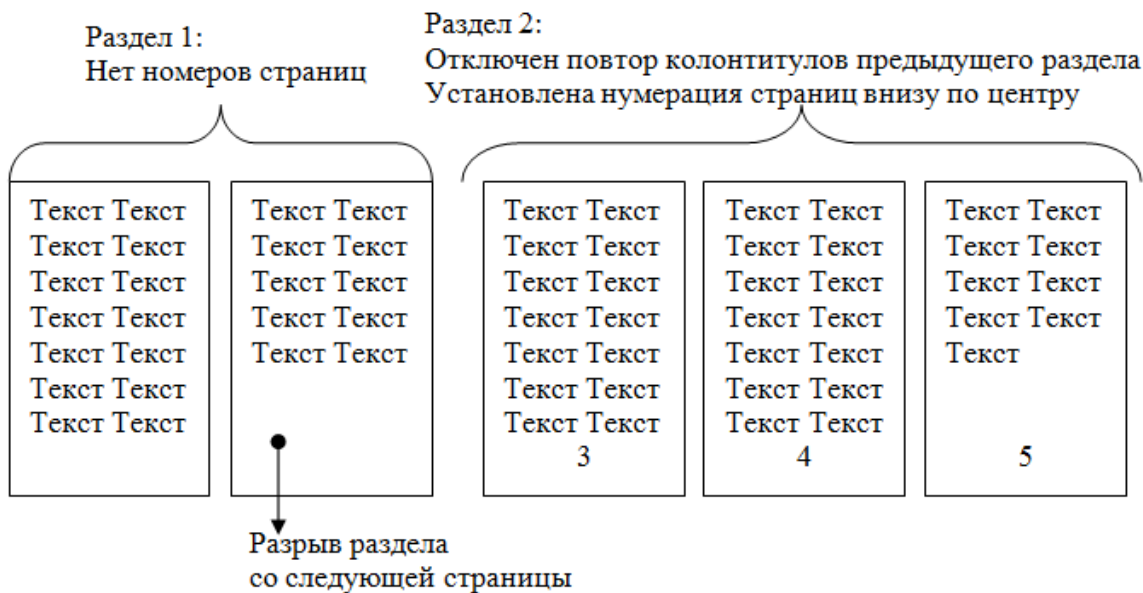 Раздел 1:
Нет номеров страниц
Раздел 2:
Отключен повтор колонтитулов предыдущего раздела
Установлена нумерация страниц внизу по центру
Текст Текст
Текст Текст
Текст Текст
Текст Текст
Текст Текст
Текст Текст
Текст Текст
Текст Текст
Текст Текст
Текст Текст
Текст Текст
Текст Текст
Разрыв раздела
со следующей страницы
Текст Текст
Текст Текст
Текст Текст
Текст Текст
Текст Текст
Текст Текст
Текст Текст
3
Текст Текст
Текст Текст
Текст Текст
Текст Текст
Текст Текст
Текст Текст
Текст Текст
4
Текст Текст
Текст Текст
Текст Текст
Текст Текст
Текст
5